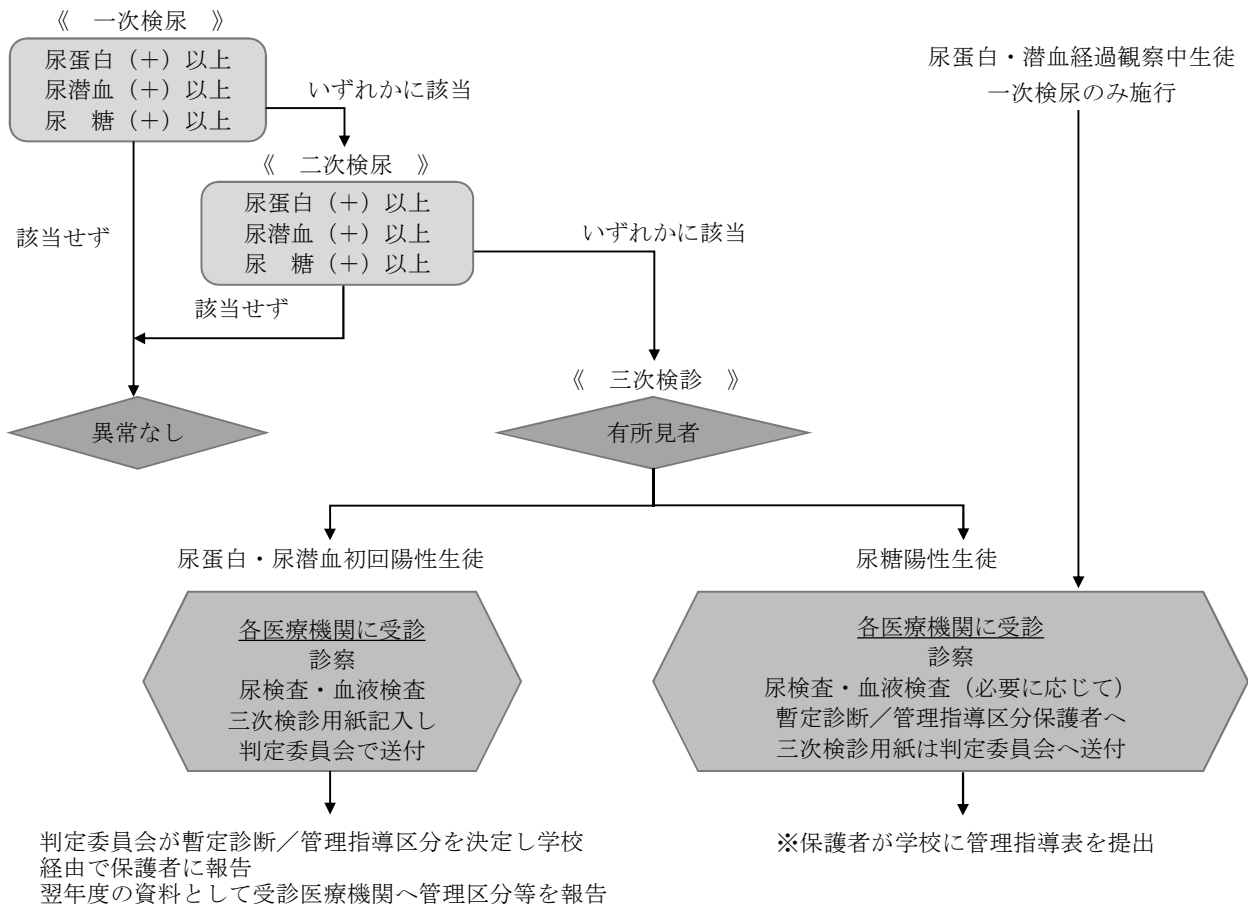 《　一次検尿　》
尿蛋白（＋）以上
尿潜血（＋）以上
尿　糖（＋）以上
いずれかに該当
尿蛋白・潜血経過観察中生徒
一次検尿のみ施行
《　二次検尿　》
尿蛋白（＋）以上
尿潜血（＋）以上
尿　糖（＋）以上
該当せず
いずれかに該当
該当せず
《　三次検診　》
異常なし
有所見者
尿蛋白・尿潜血初回陽性生徒
尿糖陽性生徒
各医療機関に受診
診察
尿検査・血液検査
三次検診用紙記入し
判定委員会で送付
各医療機関に受診
診察
尿検査・血液検査（必要に応じて）
暫定診断／管理指導区分保護者へ
三次検診用紙は判定委員会へ送付
判定委員会が暫定診断／管理指導区分を決定し学校
経由で保護者に報告
翌年度の資料として受診医療機関へ管理区分等を報告
※保護者が学校に管理指導表を提出